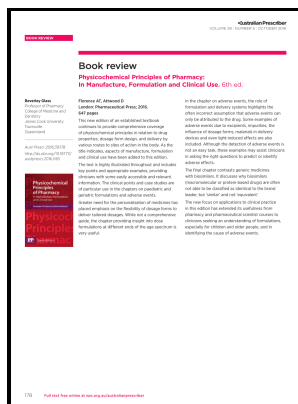 Australian Prescriber
VOLUME 39 : NUMBER 5 : OCTOBER 2016
BOOK REVIEW
Book review
Physicochemical Principles of Pharmacy:
In Manufacture, Formulation and Clinical Use. 6th ed.
Beverley Glass
Professor of Pharmacy
College of Medicine and
Dentistry
James Cook University
Townsville
Queensland
Aust Prescr 2016;39:178
http://dx.doi.org/10.18773/
austprescr.2016.065
Physicochemical
Principles
of Pharmacy
Florence AT, Attwood D
London: Pharmaceutical Press; 2016.
647 pages
This new edition of an established textbook
continues to provide comprehensive coverage
of physicochemical principles in relation to drug
properties, dosage form design, and delivery by
various routes to sites of action in the body. As the
title indicates, aspects of manufacture, formulation
and clinical use have been added to this edition.
The text is highly illustrated throughout and includes
key points and appropriate examples, providing
clinicians with some easily accessible and relevant
information. The clinical points and case studies are
of particular use in the chapters on paediatric and
geriatric formulations and adverse events.
Greater need for the personalisation of medicines has
placed emphasis on the flexibility of dosage forms to
deliver tailored dosages. While not a comprehensive
guide, the chapter providing insight into dose
formulations at different ends of the age spectrum is
very useful.
In the chapter on adverse events, the role of
formulation and delivery systems highlights the
often incorrect assumption that adverse events can
only be attributed to the drug. Some examples of
adverse events due to excipients, impurities, the
influence of dosage forms, materials in delivery
devices and even light-induced effects are also
included. Although the detection of adverse events is
not an easy task, these examples may assist clinicians
in asking the right questions to predict or identify
adverse effects.
The final chapter contrasts generic medicines
with biosimilars. It discusses why biosimilars
(macromolecular or protein-based drugs) are often
not able to be classified as identical to the brand
leader, but 'similar' and not 'equivalent'.
The new focus on applications to clinical practice
in this edition has extended its usefulness from
pharmacy and pharmaceutical science courses to
clinicians seeking an understanding of formulations,
especially for children and older people, and in
identifying the cause of adverse events.
178
Full text free online at nps.org.au/australianprescriber